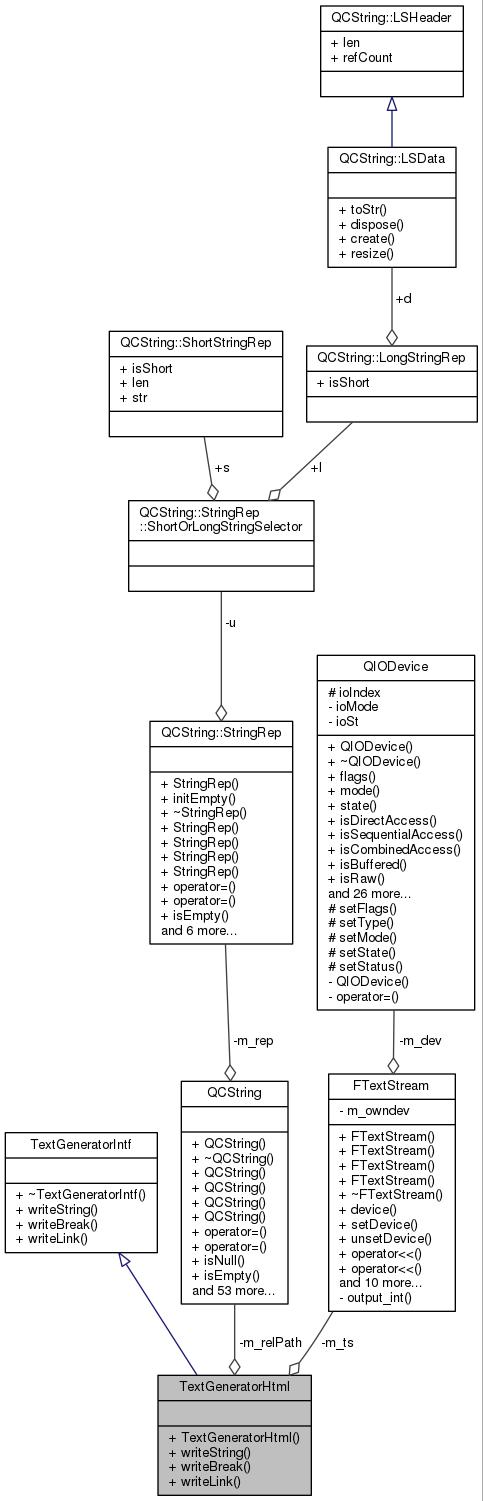 QCString::LSHeader
+ len
+ refCount
QCString::LSData
+ toStr()
+ dispose()
+ create()
+ resize()
+d
QCString::ShortStringRep
+ isShort
+ len
+ str
QCString::LongStringRep
+ isShort
+s
+l
QCString::StringRep
::ShortOrLongStringSelector
-u
QIODevice
# ioIndex
- ioMode
- ioSt
+ QIODevice()
+ ~QIODevice()
+ flags()
+ mode()
+ state()
+ isDirectAccess()
+ isSequentialAccess()
+ isCombinedAccess()
+ isBuffered()
+ isRaw()
and 26 more...
# setFlags()
# setType()
# setMode()
# setState()
# setStatus()
- QIODevice()
- operator=()
QCString::StringRep
+ StringRep()
+ initEmpty()
+ ~StringRep()
+ StringRep()
+ StringRep()
+ StringRep()
+ StringRep()
+ operator=()
+ operator=()
+ isEmpty()
and 6 more...
-m_rep
-m_dev
QCString
+ QCString()
+ ~QCString()
+ QCString()
+ QCString()
+ QCString()
+ QCString()
+ operator=()
+ operator=()
+ isNull()
+ isEmpty()
and 53 more...
FTextStream
- m_owndev
+ FTextStream()
+ FTextStream()
+ FTextStream()
+ FTextStream()
+ ~FTextStream()
+ device()
+ setDevice()
+ unsetDevice()
+ operator<<()
+ operator<<()
and 10 more...
- output_int()
TextGeneratorIntf
+ ~TextGeneratorIntf()
+ writeString()
+ writeBreak()
+ writeLink()
-m_relPath
-m_ts
TextGeneratorHtml
+ TextGeneratorHtml()
+ writeString()
+ writeBreak()
+ writeLink()